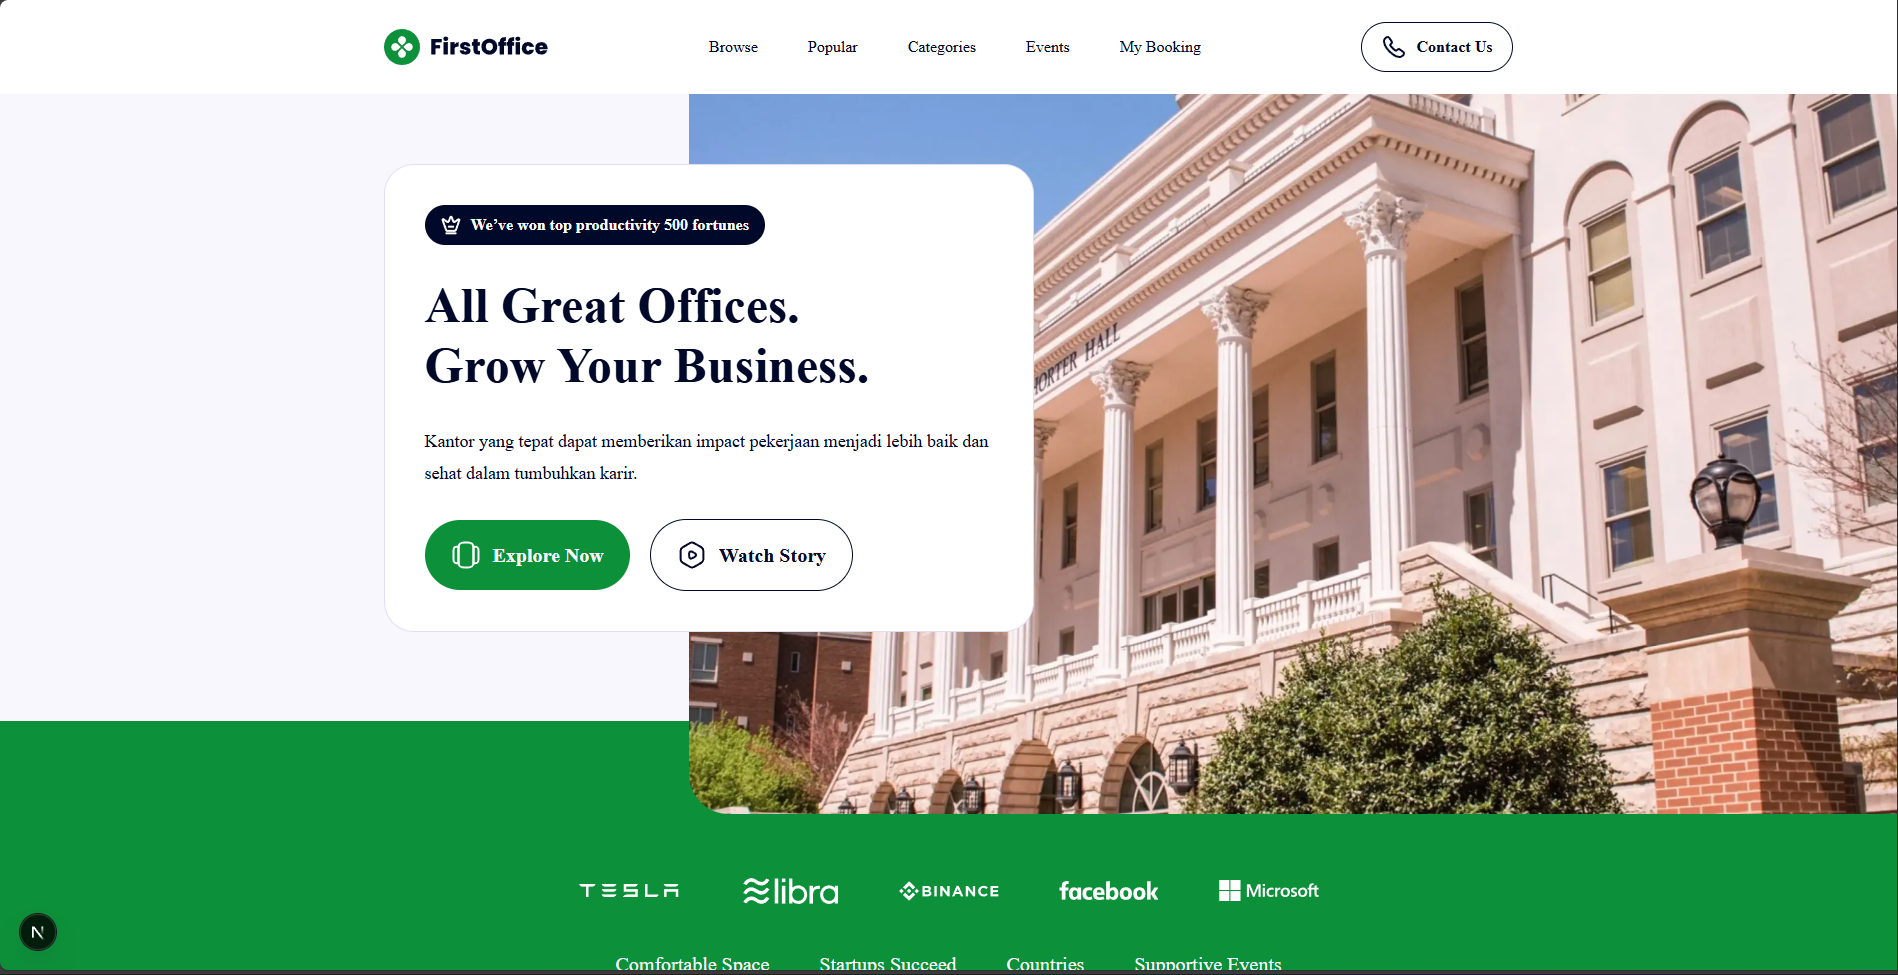 FirstOffice
Browse
Popular
Categories
Events
My Booking
Contact Us
We’ve won top productivity 500 fortunes
All Great Offices.
Grow Your Business.
Kantor yang tepat dapat memberikan impact pekerjaan menjadi lebih baik dan
sehat dalam tumbuhkan karir.
Explore Now
Watch Story
HALL
TESLA
libra
BINANCE
facebook
Microsoft
N
Comfortable Space
Startups Succeed
Countries
Supportive Events